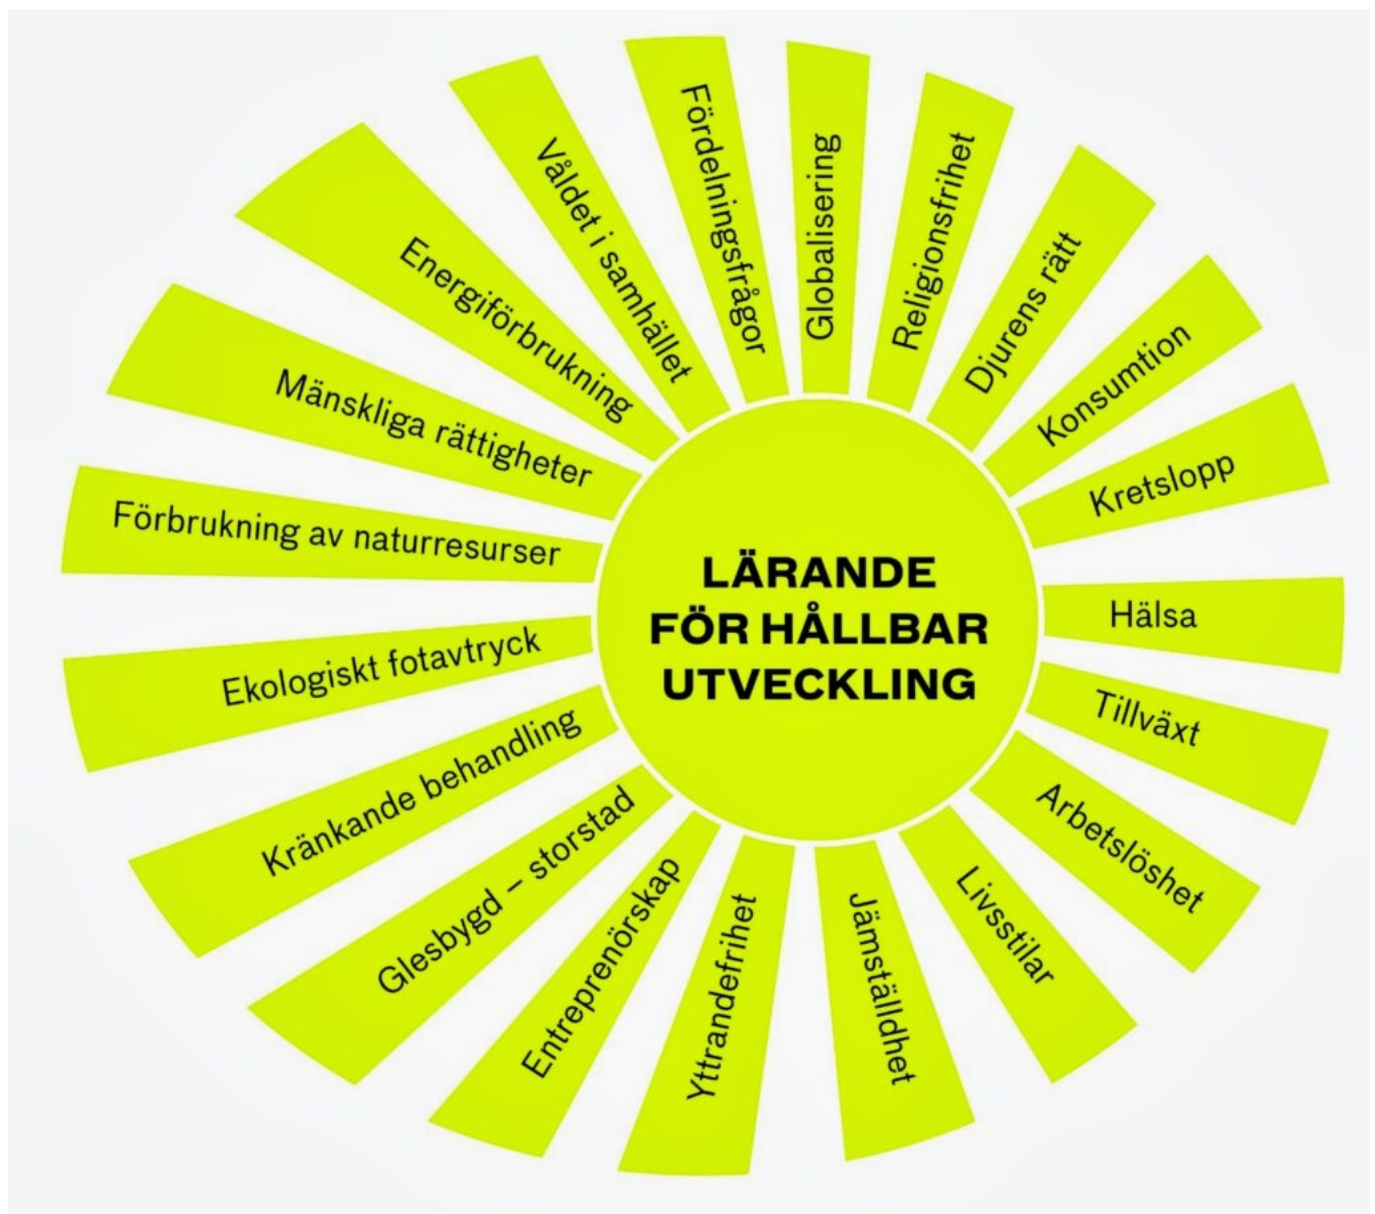 LÄRANDE
FÖR HÅLLBAR
UTVECKLING
Fördelningsfrågor
Globalisering
Religionsfrihet
Djurens rätt
Konsumtion
Kretslopp
Hälsa
Tillväxt
Arbetslöshet
Livsstilar
Jämställdhet
Yttrandefrihet
Entreprenörskap
Glesbygd – storstad
Kränkande behandling
Ekologiskt fotavtryck
Förbrukning av naturresurser
Mänskliga rättigheter
Energiförbrukning
Våldet i samhället